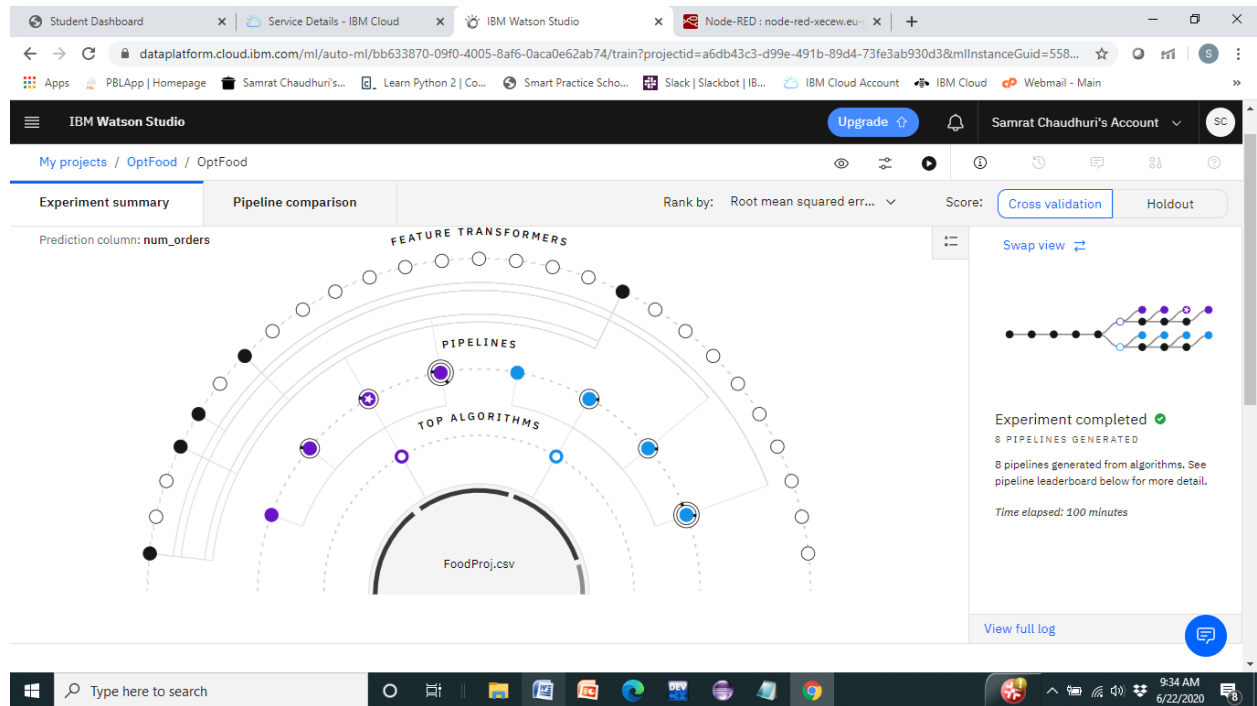 Student Dashboard
Service Details - IBM Cloud
IBM Watson Studio
Node-RED : node-red-xecew.eu-
dataplatform.cloud.ibm.com/ml/auto-ml/bb633870-09f0-4005-8af6-0aca0e62ab74/train?projectid=a6db43c3-d99e-491b-89d4-73fe3ab930d3&mlInstanceGuid=558...
S
Apps
PBLApp | Homepage
Samrat Chaudhuri's...
Learn Python 2 | Co...
Smart Practice Scho...
Slack | Slackbot | IB...
IBM Cloud Account
IBM Cloud
Webmail - Main
»
IBM Watson Studio
Upgrade
Samrat Chaudhuri's Account
SC
My projects / OptFood / OptFood
Experiment summary
Pipeline comparison
Rank by: Root mean squared err...
Score: Cross validation Holdout
Prediction column: num_orders
FEATURE TRANSFORMERS
PIPELINES
TOP ALGORITHMS
FoodProj.csv
Swap view
Experiment completed
8 PIPELINES GENERATED
8 pipelines generated from algorithms. See
pipeline leaderboard below for more detail.
Time elapsed: 100 minutes
View full log
Type here to search
9:34 AM
6/22/2020
8